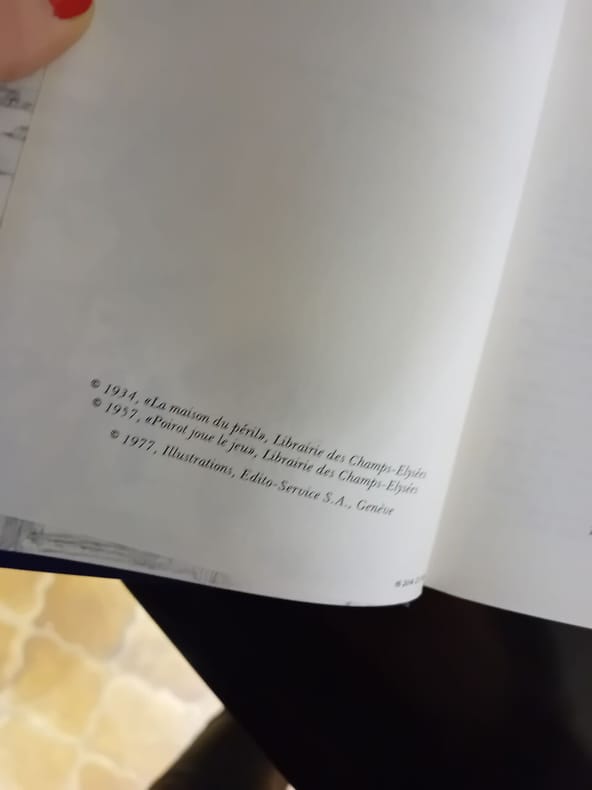 © 1934, «La maison du péril», Librairie des Champs-Elysées
© 1957, «Poirot joue le jeu», Librairie des Champs-Elysées
© 1977, Illustrations, Edito-Service S.A., Genève